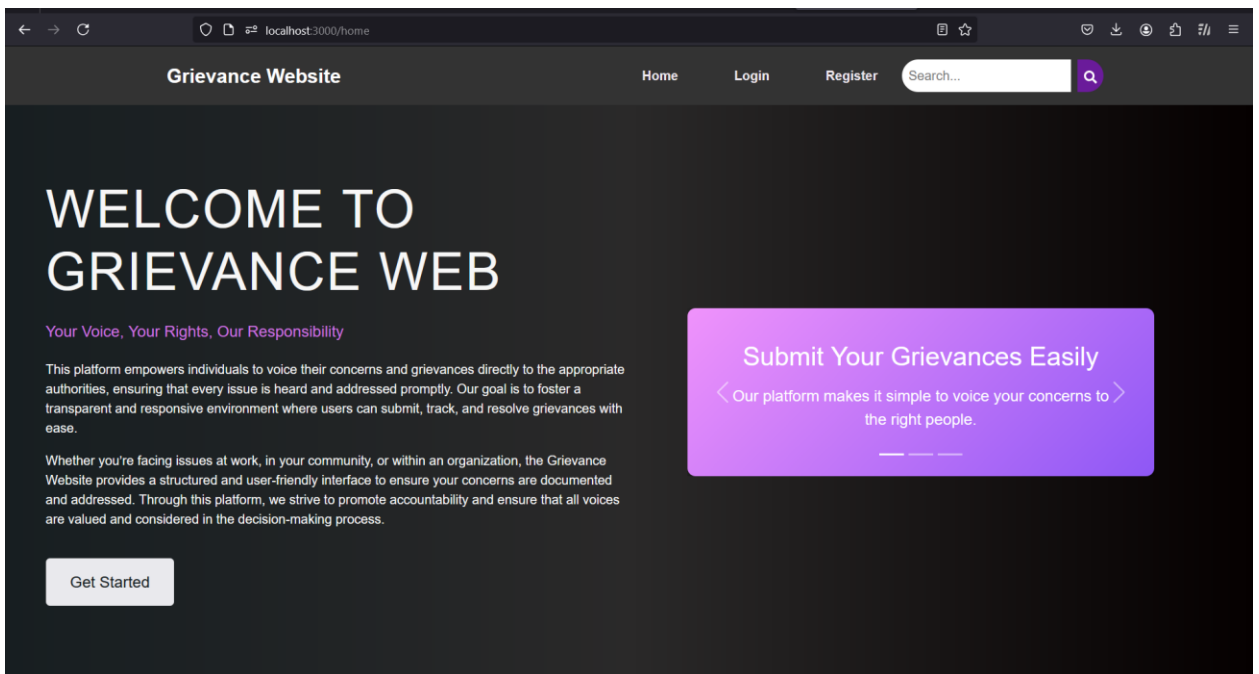 localhost:3000/home
Grievance Website
Home
Login
Register
Search...
WELCOME TO
GRIEVANCE WEB
Your Voice, Your Rights, Our Responsibility
This platform empowers individuals to voice their concerns and grievances directly to the appropriate
authorities, ensuring that every issue is heard and addressed promptly. Our goal is to foster a
transparent and responsive environment where users can submit, track, and resolve grievances with
ease.
Whether you're facing issues at work, in your community, or within an organization, the Grievance
Website provides a structured and user-friendly interface to ensure your concerns are documented
and addressed. Through this platform, we strive to promote accountability and ensure that all voices
are valued and considered in the decision-making process.
Get Started
Submit Your Grievances Easily
Our platform makes it simple to voice your concerns to
the right people.